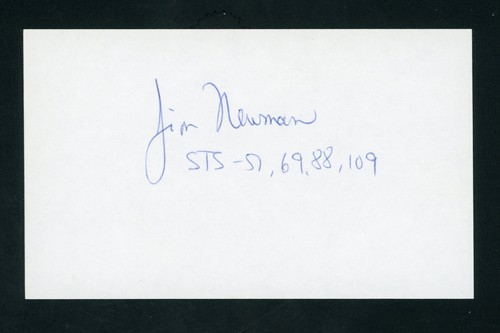 Jim Newman
STS-51, 69, 88, 109